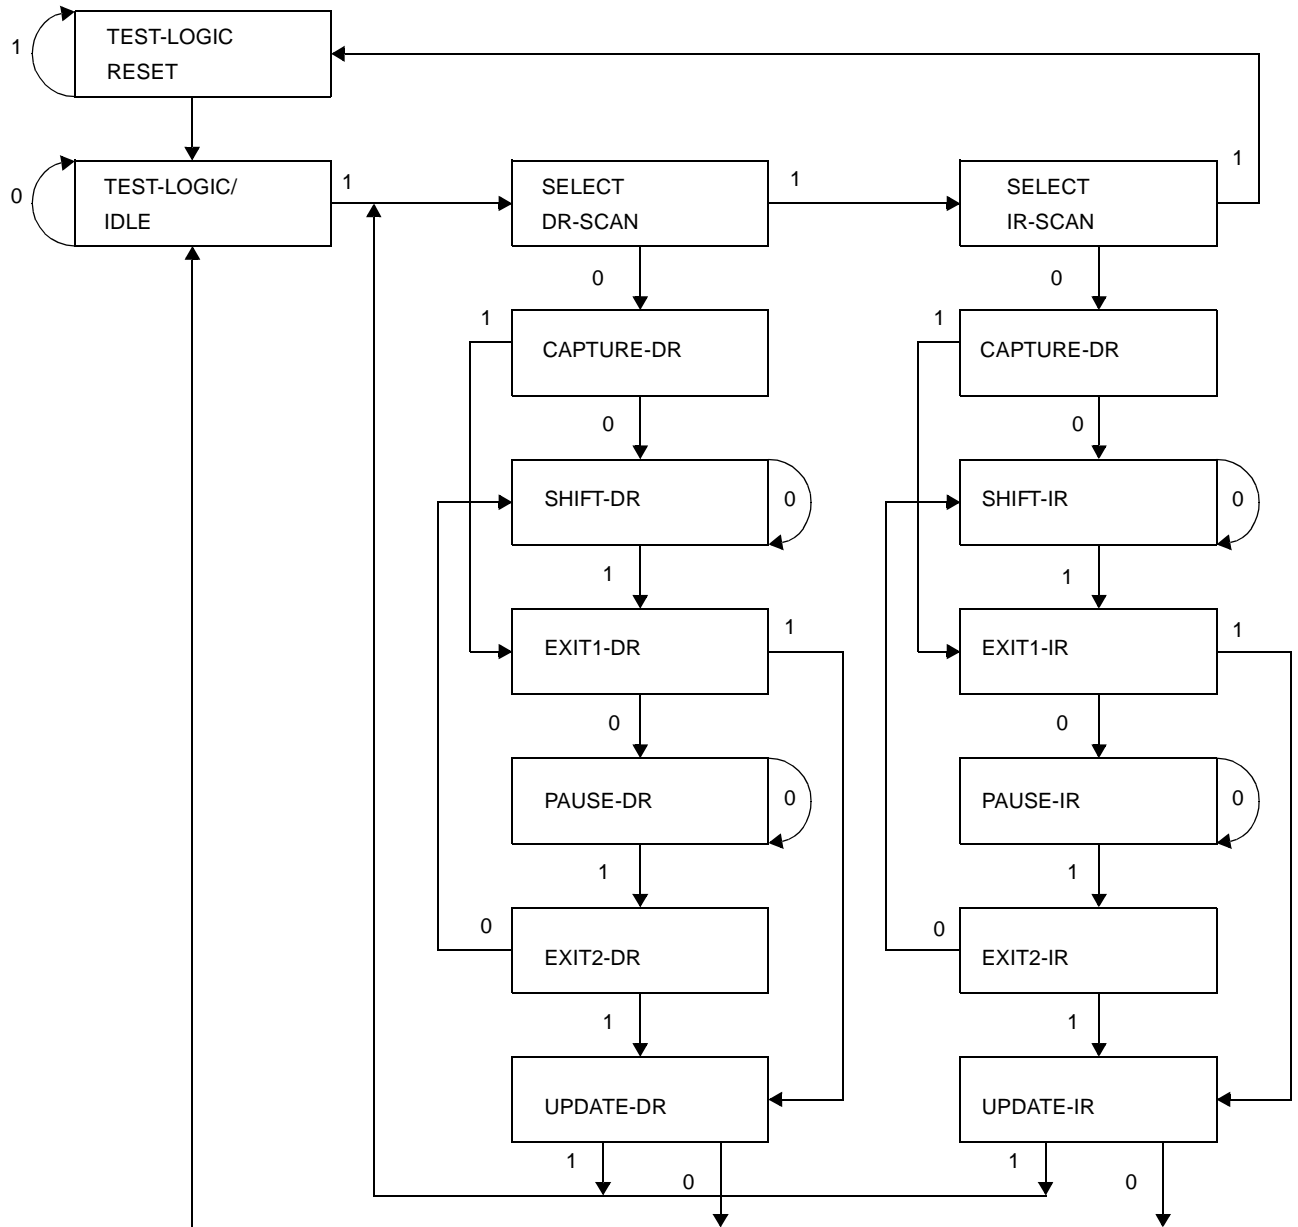 TEST-LOGIC
RESET
1
TEST-LOGIC/
IDLE
0
1
SELECT
DR-SCAN
1
SELECT
IR-SCAN
1
0
0
1
CAPTURE-DR
1
CAPTURE-DR
0
0
SHIFT-DR
0
SHIFT-IR
0
1
1
EXIT1-DR
1
EXIT1-IR
1
0
0
PAUSE-DR
0
PAUSE-IR
0
1
1
0
EXIT2-DR
0
EXIT2-IR
1
1
UPDATE-DR
UPDATE-IR
1
0
1
0